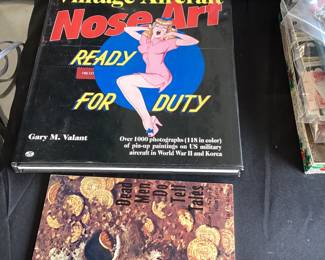 Vintage Aircraft
Nose Art
READY
FOR DUTY
Gary M. Valant
Over 1000 photographs (118 in color)
of pin-up paintings on US military
aircraft in World War II and Korea
Dead
Men
Do
Tell
Tales